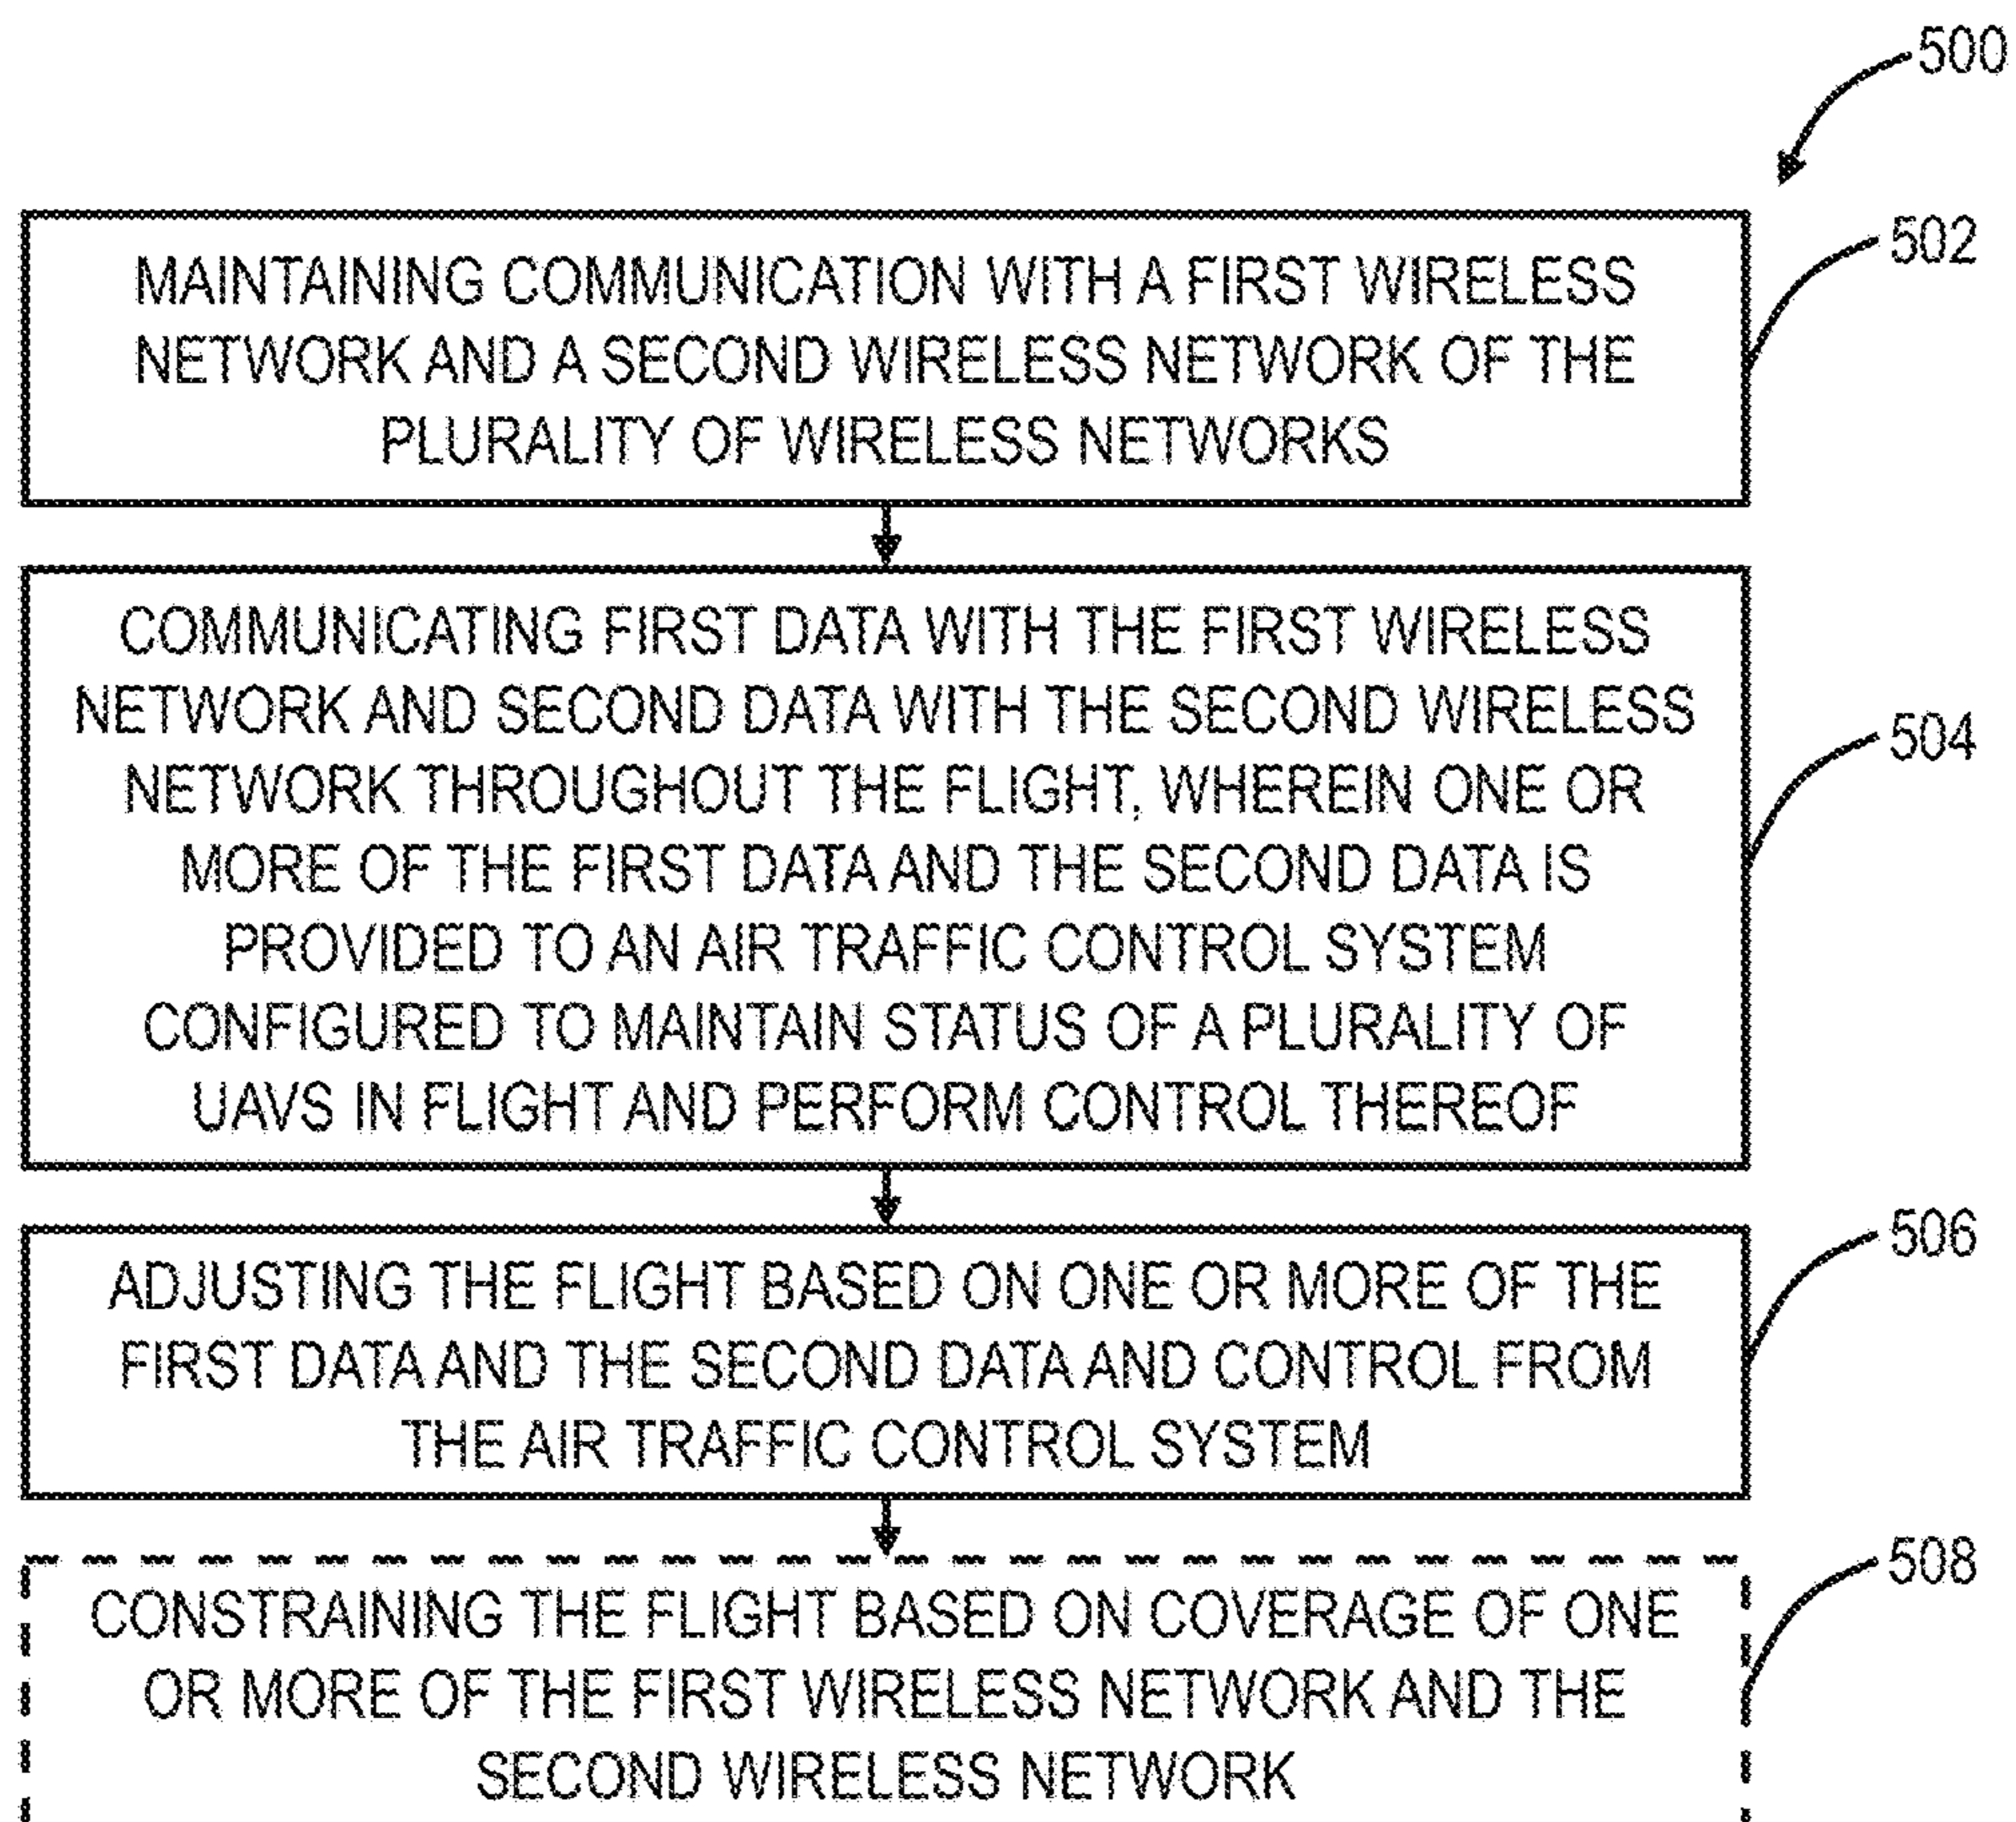 500
502
MAINTAINING COMMUNICATION WITH A FIRST WIRELESS
NETWORK AND A SECOND WIRELESS NETWORK OF THE
PLURALITY OF WIRELESS NETWORKS
504
COMMUNICATING FIRST DATA WITH THE FIRST WIRELESS
NETWORK AND SECOND DATA WITH THE SECOND WIRELESS
NETWORK THROUGHOUT THE FLIGHT, WHEREIN ONE OR
MORE OF THE FIRST DATA AND THE SECOND DATA IS
PROVIDED TO AN AIR TRAFFIC CONTROL SYSTEM
CONFIGURED TO MAINTAIN STATUS OF A PLURALITY OF
UAVS IN FLIGHT AND PERFORM CONTROL THEREOF
506
ADJUSTING THE FLIGHT BASED ON ONE OR MORE OF THE
FIRST DATA AND THE SECOND DATA AND CONTROL FROM
THE AIR TRAFFIC CONTROL SYSTEM
508
CONSTRAINING THE FLIGHT BASED ON COVERAGE OF ONE
OR MORE OF THE FIRST WIRELESS NETWORK AND THE
SECOND WIRELESS NETWORK